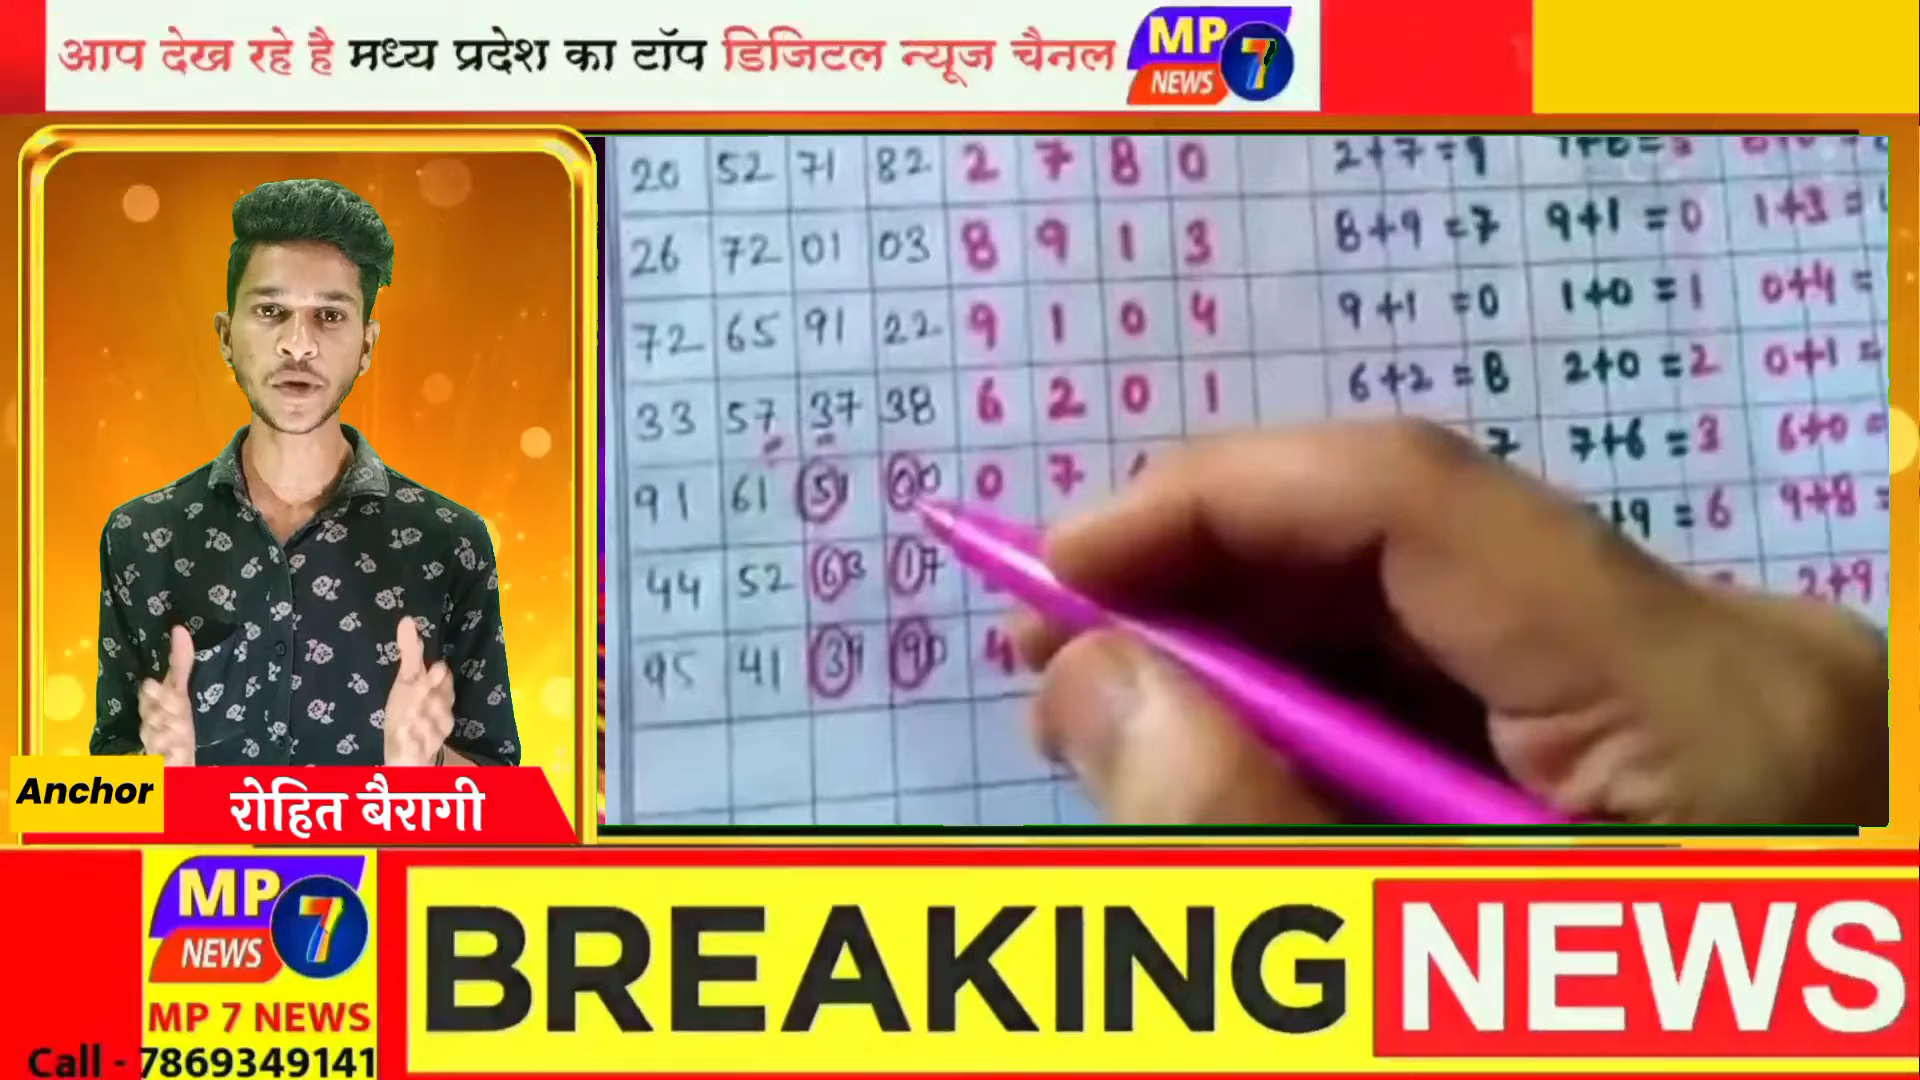 आप देख रहे है मध्य प्रदेश का टॉप डिजिटल न्यूज चैनल MP NEWS 7
20 52 71 82 2 7 8 0 2+7=9
26 72 01 03 8 9 1 3 8+9=7 9+1=0 1+3=
72 65 91 22 9 1 0 4 9+1=0 1+0=1 0+4=
33 57 37 38 6 2 0 1 6+2=8 2+0=2 0+1=
91 61 51 00 0 7 7 7+6=3 6+0=
44 52 63 17 +9=6 9+8=
95 41 34 90 4 2+9
Anchor
रोहित बैरागी
MP NEWS 7
MP 7 NEWS
Call - 7869349141
BREAKING NEWS